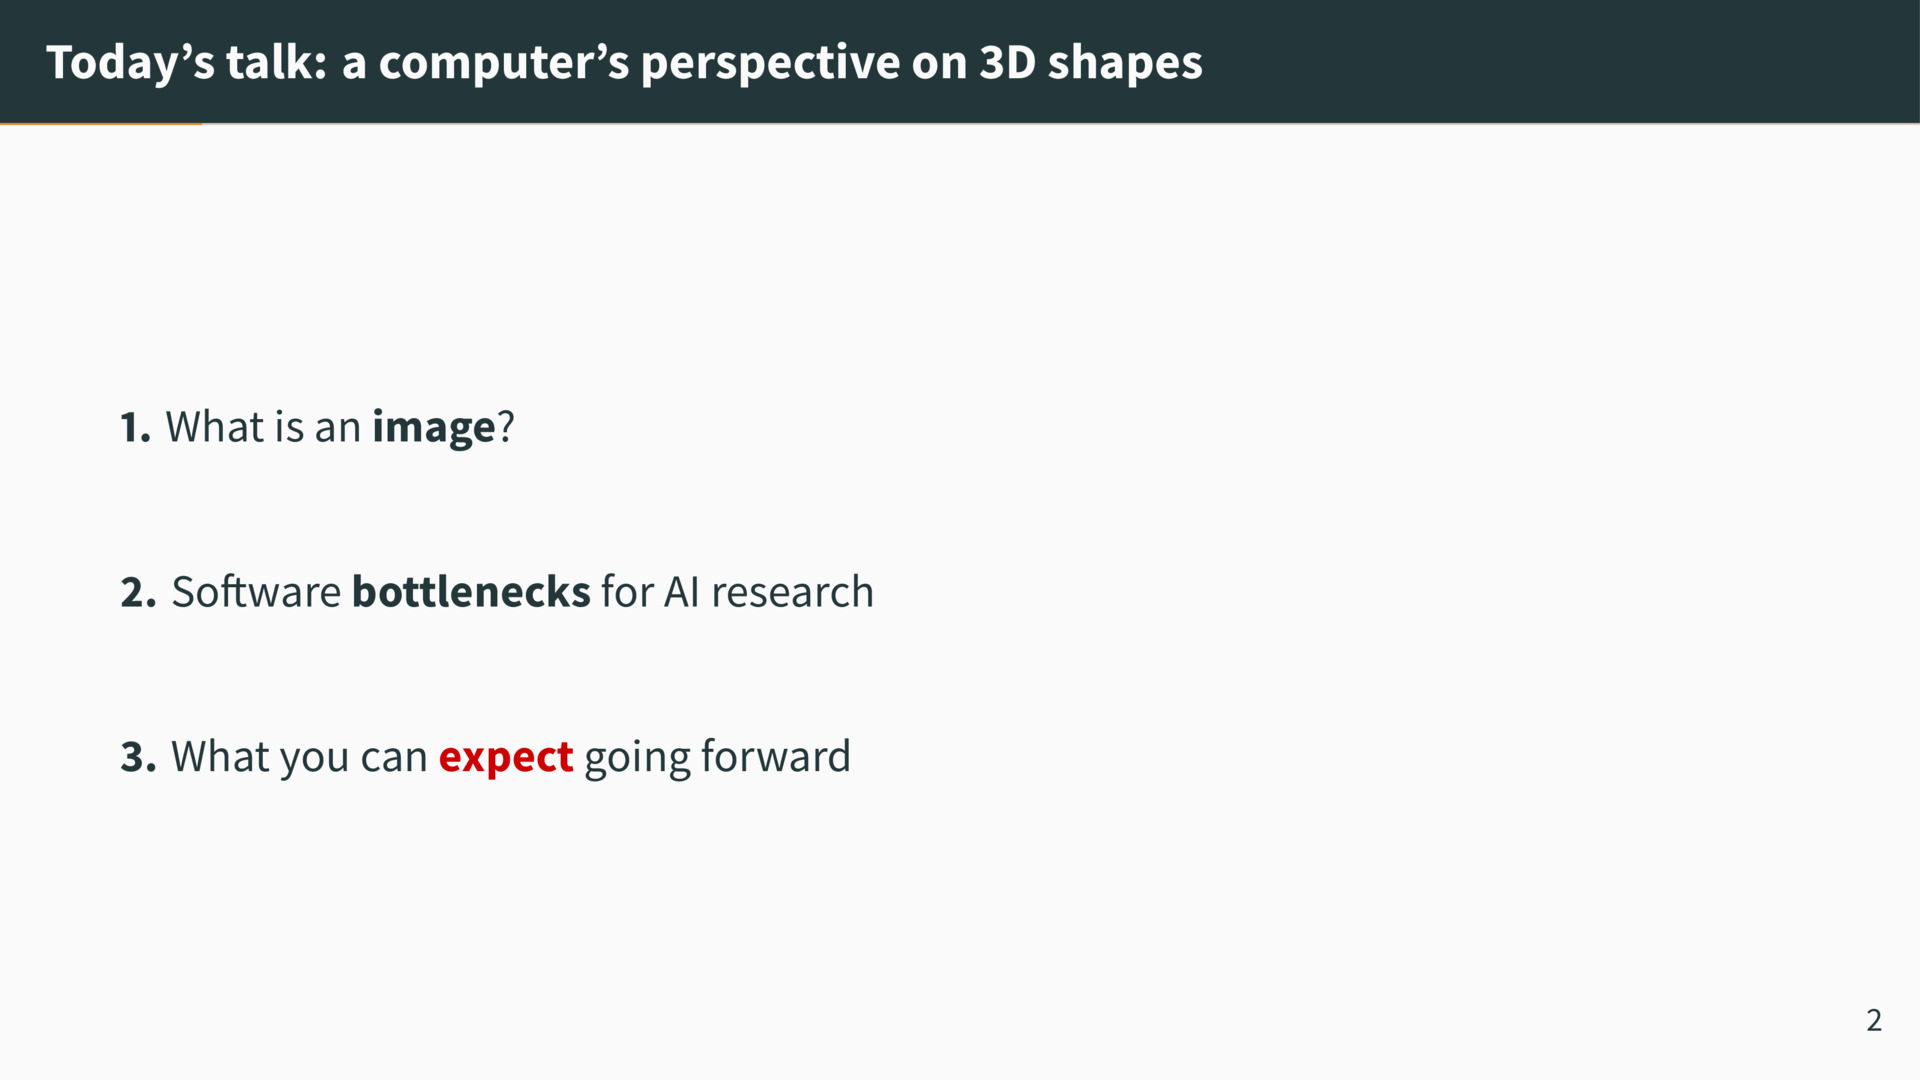 Today’s talk: a computer’s perspective on 3D shapes
1. What is an image?
2. Software bottlenecks for AI research
3. What you can expect going forward
2